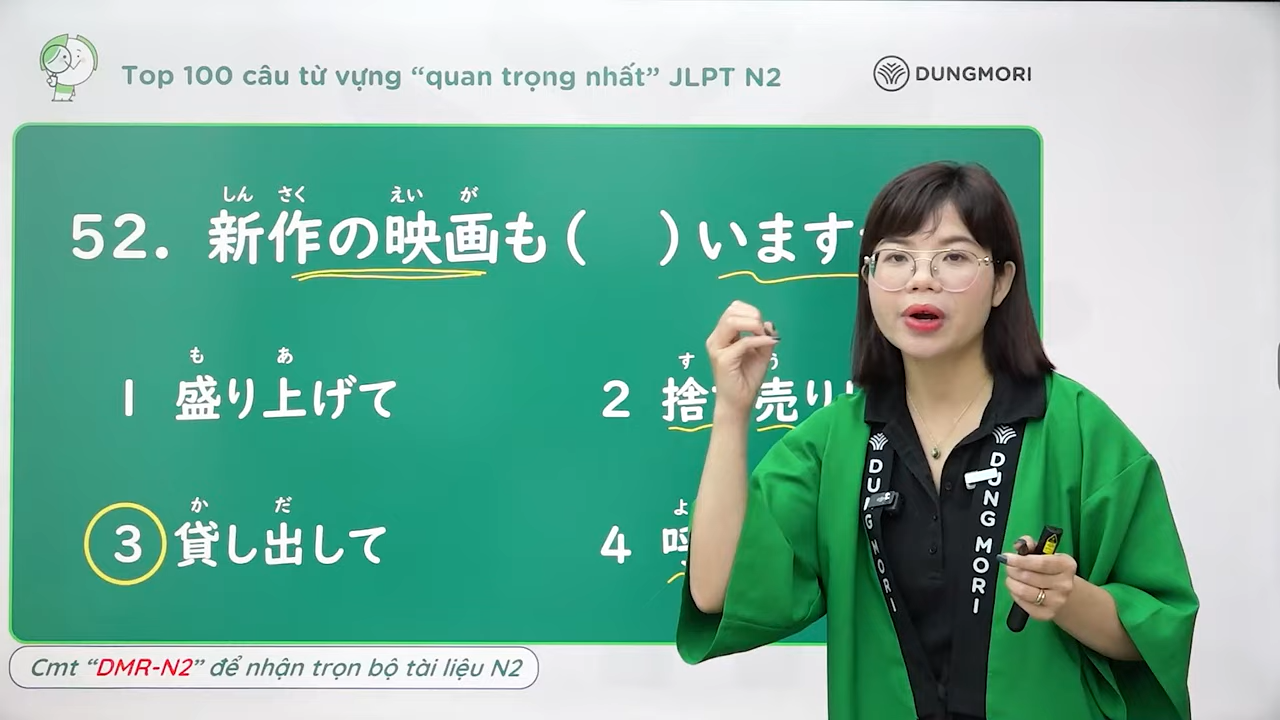 Top 100 câu từ vựng “quan trọng nhất” JLPT N2
DUNGMORI
しん さく えい が
52. 新作の映画も（ ）います
も あ
1 盛り上げて
す う
2 捨 売り
か だ
3 貸し出して
よ
4
DUNG MORI
DUNG MORI
Cmt “DMR-N2” để nhận trọn bộ tài liệu N2